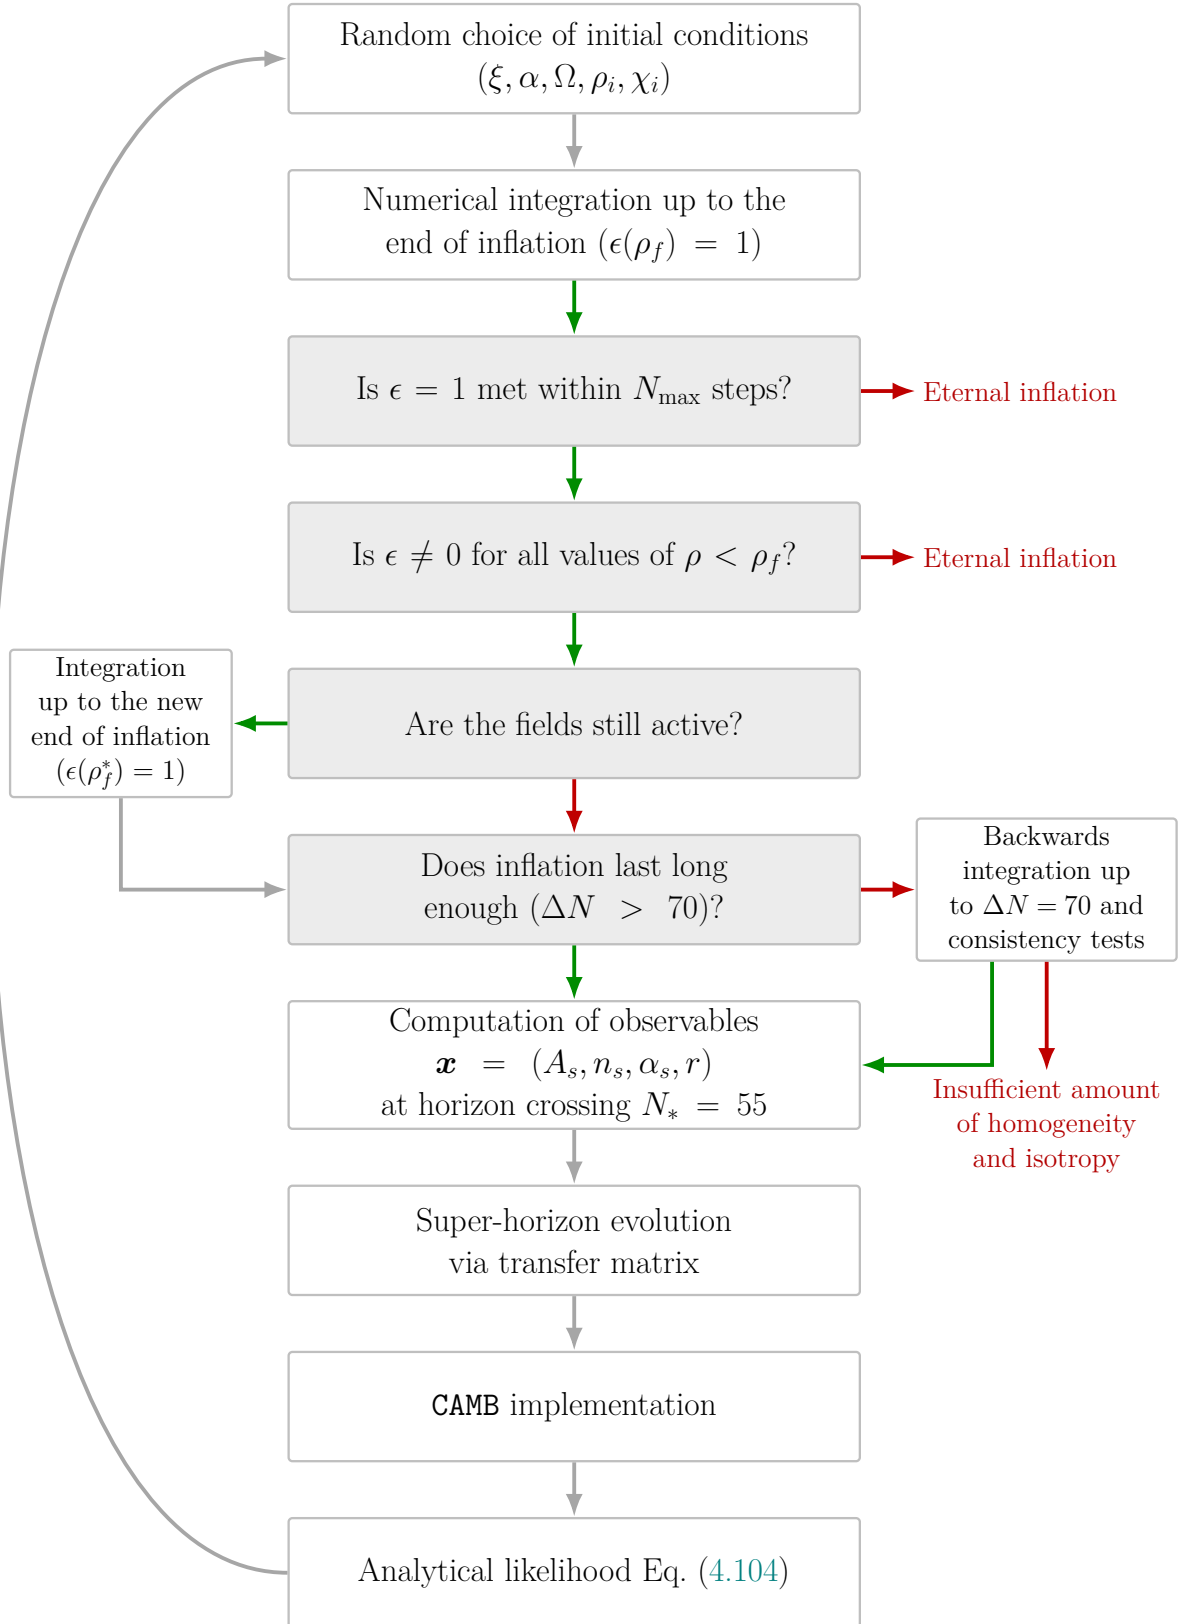 Random choice of initial conditions
(ξ, α, Ω, ρ_i, χ_i)
Numerical integration up to the
end of inflation (ϵ(ρ_f) = 1)
Is ϵ = 1 met within N_max steps?
Eternal inflation
Is ϵ ≠ 0 for all values of ρ < ρ_f?
Eternal inflation
Are the fields still active?
Integration
up to the new
end of inflation
(ϵ(ρ_f^*) = 1)
Does inflation last long
enough (ΔN > 70)?
Backwards
integration up
to ΔN = 70 and
consistency tests
Insufficient amount
of homogeneity
and isotropy
Computation of observables
x = (A_s, n_s, α_s, r)
at horizon crossing N_* = 55
Super-horizon evolution
via transfer matrix
CAMB implementation
Analytical likelihood Eq. (4.104)